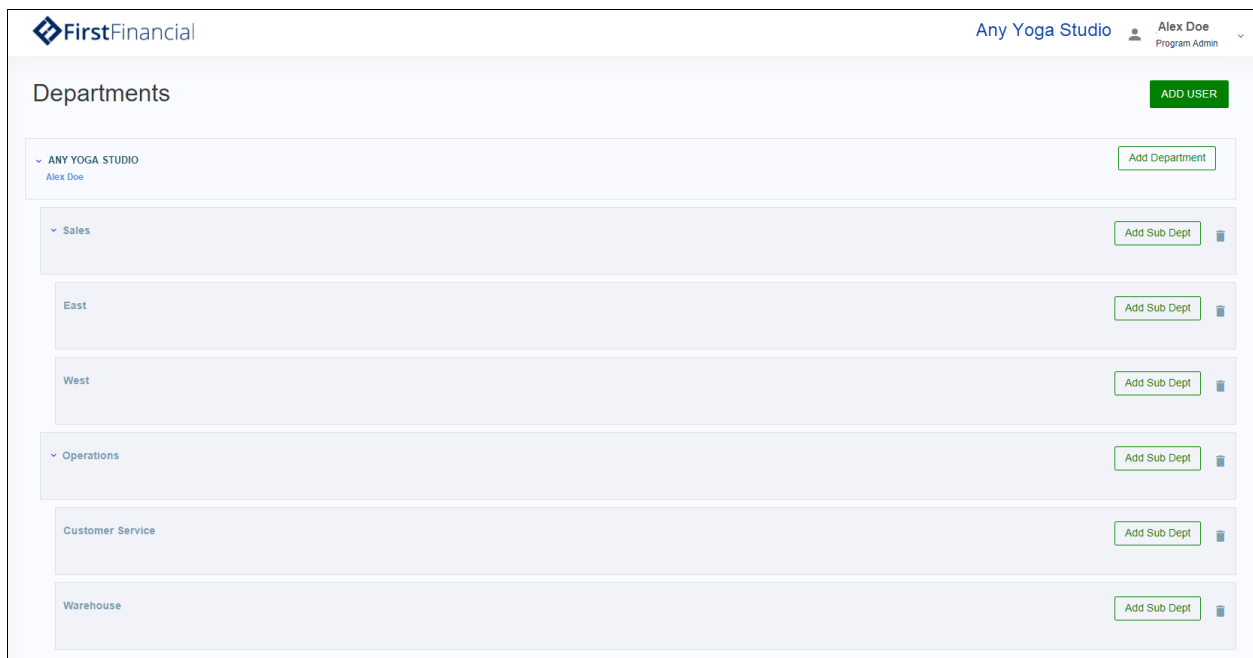 FirstFinancial
Any Yoga Studio
Alex Doe
Program Admin
Departments
ADD USER
ANY YOGA STUDIO
Alex Doe
Add Department
Sales
Add Sub Dept
East
Add Sub Dept
West
Add Sub Dept
Operations
Add Sub Dept
Customer Service
Add Sub Dept
Warehouse
Add Sub Dept